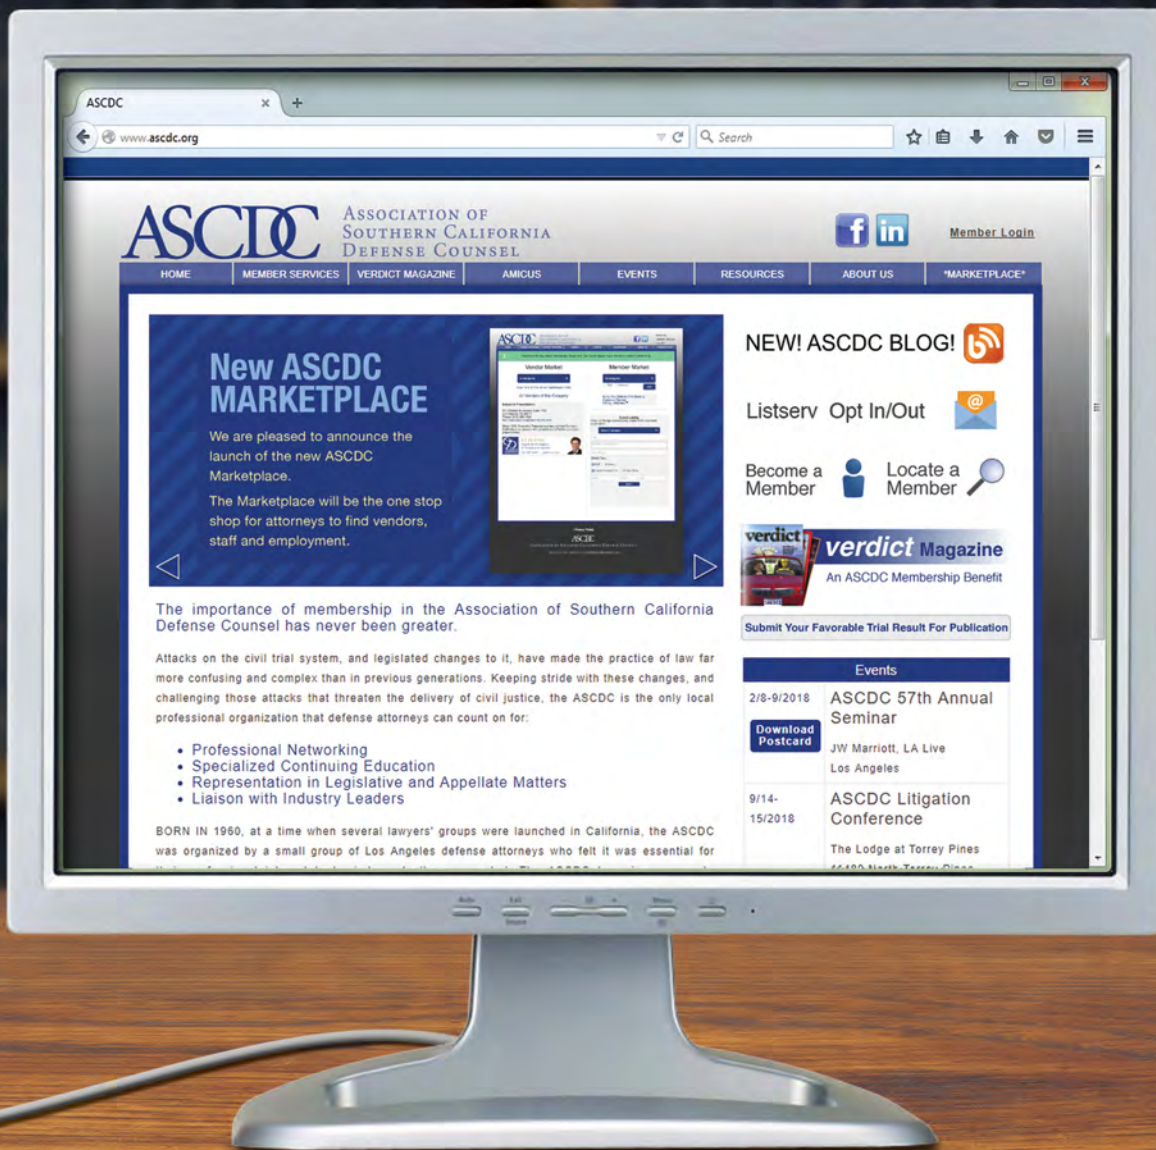 ASCDC
www.ascdc.org
Search
ASCDC
ASSOCIATION OF
SOUTHERN CALIFORNIA
DEFENSE COUNSEL
f in
Member Login
HOME MEMBER SERVICES VERDICT MAGAZINE AMICUS EVENTS RESOURCES ABOUT US *MARKETPLACE*
New ASCDC
MARKETPLACE
We are pleased to announce the
launch of the new ASCDC
Marketplace.
The Marketplace will be the one stop
shop for attorneys to find vendors,
staff and employment.
ASCDC
Vendor Market
Member Market
ASCDC
NEW! ASCDC BLOG!
Listserv Opt In/Out
Become a
Member
Locate a
Member
verdict
verdict Magazine
An ASCDC Membership Benefit
Submit Your Favorable Trial Result For Publication
The importance of membership in the Association of Southern California
Defense Counsel has never been greater.
Attacks on the civil trial system, and legislated changes to it, have made the practice of law far
more confusing and complex than in previous generations. Keeping stride with these changes, and
challenging those attacks that threaten the delivery of civil justice, the ASCDC is the only local
professional organization that defense attorneys can count on for:
• Professional Networking
• Specialized Continuing Education
• Representation in Legislative and Appellate Matters
• Liaison with Industry Leaders
BORN IN 1960, at a time when several lawyers' groups were launched in California, the ASCDC
was organized by a small group of Los Angeles defense attorneys who felt it was essential for
Events
2/8-9/2018
Download
Postcard
ASCDC 57th Annual
Seminar
JW Marriott, LA Live
Los Angeles
9/14-
15/2018
ASCDC Litigation
Conference
The Lodge at Torrey Pines
Auto
Menu